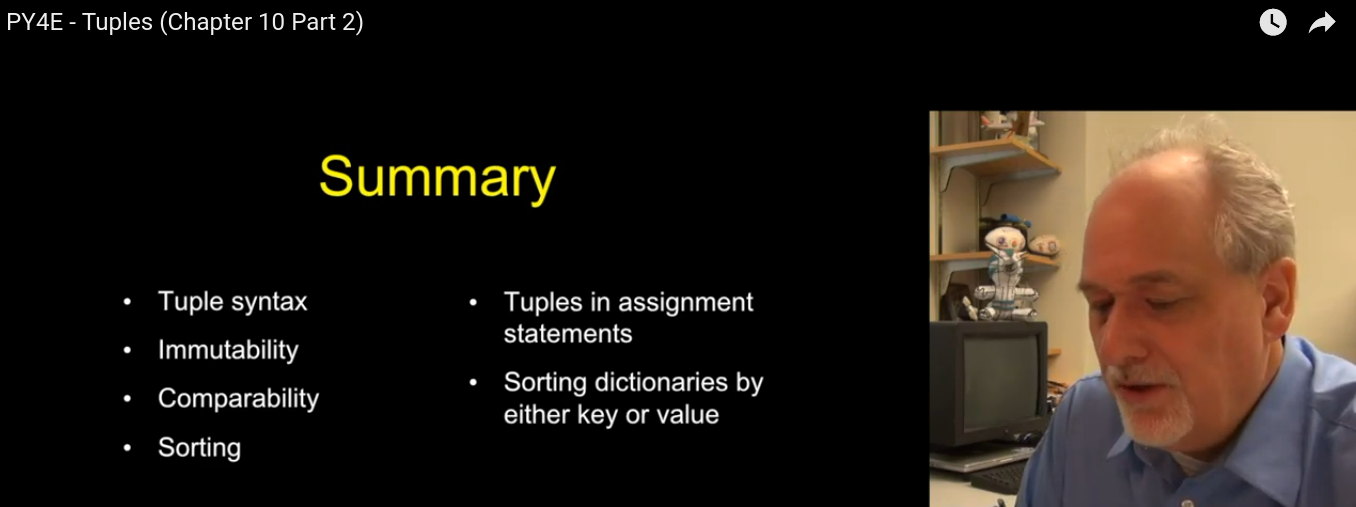 PY4E - Tuples (Chapter 10 Part 2)
Summary
• Tuple syntax
• Immutability
• Comparability
• Sorting
• Tuples in assignment
statements
• Sorting dictionaries by
either key or value